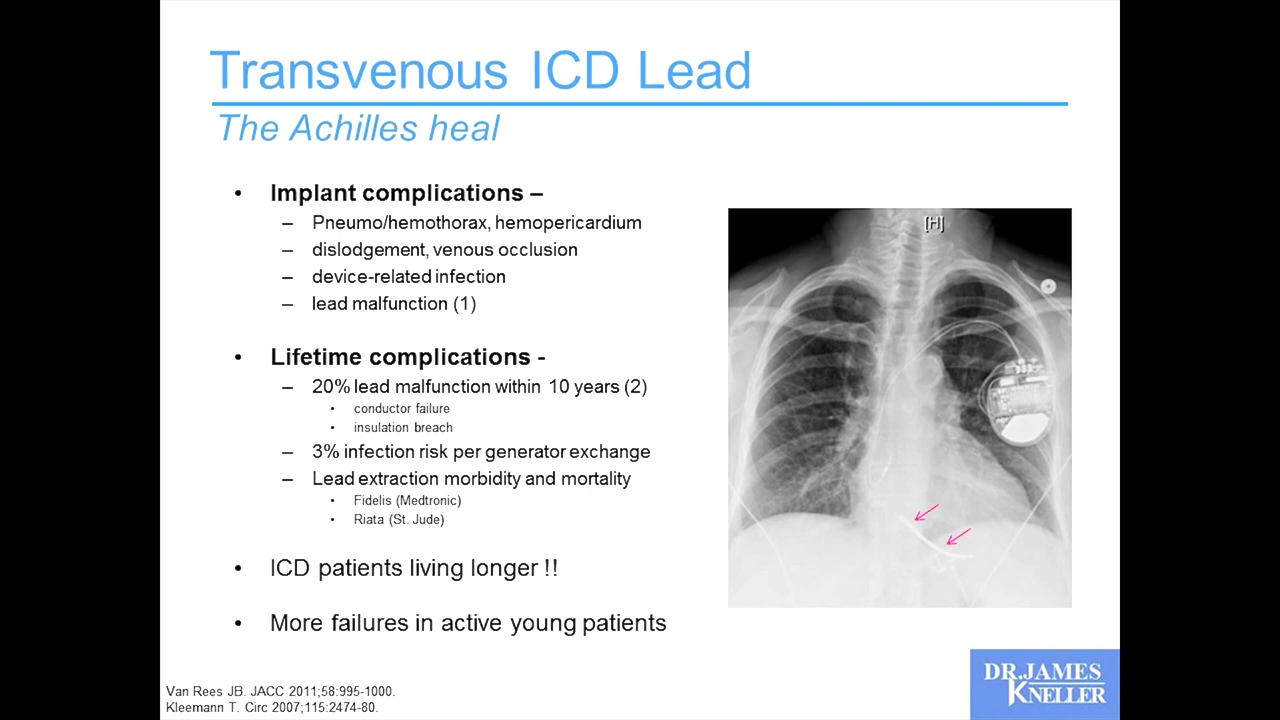 Transvenous ICD Lead
The Achilles heal
• Implant complications –
– Pneumo/hemothorax, hemopericardium
– dislodgement, venous occlusion
– device-related infection
– lead malfunction (1)
• Lifetime complications -
– 20% lead malfunction within 10 years (2)
• conductor failure
• insulation breach
– 3% infection risk per generator exchange
– Lead extraction morbidity and mortality
• Fidelis (Medtronic)
• Riata (St. Jude)
• ICD patients living longer !!
• More failures in active young patients
[H]
Van Rees JB. JACC 2011;58:995-1000.
Kleemann T. Circ 2007;115:2474-80.
DR. JAMES
KNELLER